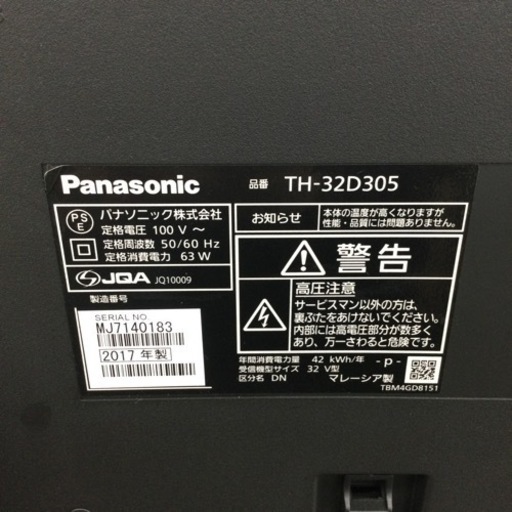 Panasonic
品番 TH-32D305
PS
E
パナソニック株式会社
定格電圧 100 V ～
定格周波数 50/60 Hz
定格消費電力 63 W
JQA JQ10009
製造番号
SERIAL NO
MJ7140183
2017 年製
お知らせ
本体の温度が高くなりますが
性能・品質には問題ありません。
警告
高圧注意
サービスマン以外の方は、
裏ぶたをあけないでください。
内部には高電圧部分が数多く
あり、万一さわると危険です。
年間消費電力量 42 kWh/年
受信機型サイズ 32 V型
区分名 DN
- p -
マレーシア製
TBM4GD8151